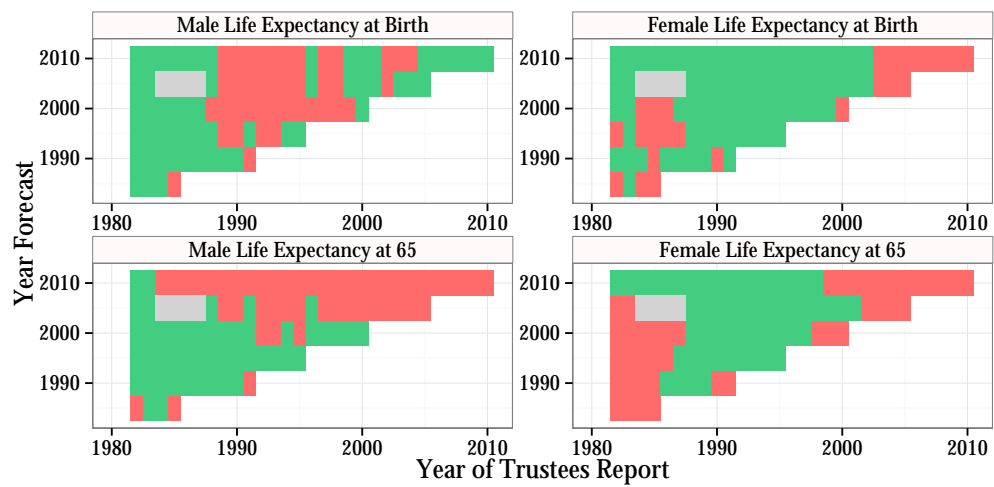 Male Life Expectancy at Birth
Female Life Expectancy at Birth
2010
2000
1990
1980 1990 2000 2010
2010
2000
1990
1980 1990 2000 2010
Male Life Expectancy at 65
Female Life Expectancy at 65
2010
2000
1990
1980 1990 2000 2010
2010
2000
1990
1980 1990 2000 2010
Year Forecast
Year of Trustees Report